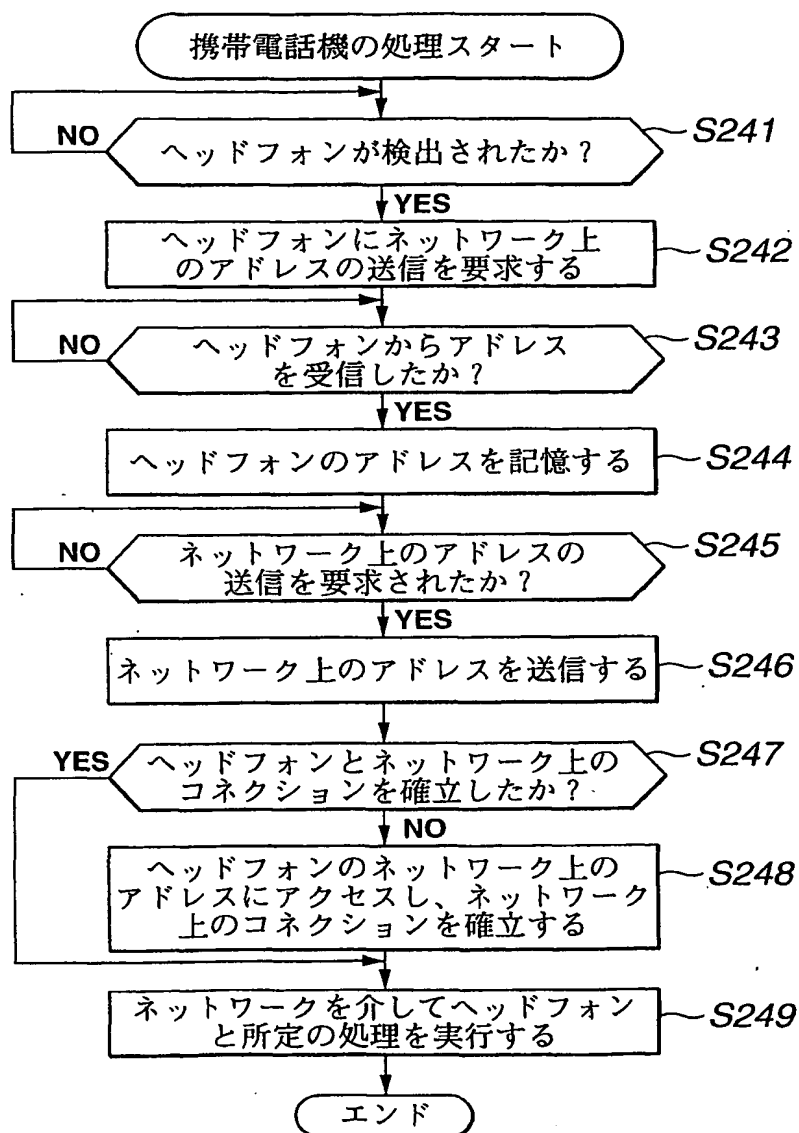 携帯電話機の処理スタート
NO
ヘッドフォンが検出されたか？
S241
YES
ヘッドフォンにネットワーク上
のアドレスの送信を要求する
S242
NO
ヘッドフォンからアドレス
を受信したか？
S243
YES
ヘッドフォンのアドレスを記憶する
S244
NO
ネットワーク上のアドレスの
送信を要求されたか？
S245
YES
ネットワーク上のアドレスを送信する
S246
YES
ヘッドフォンとネットワーク上の
コネクションを確立したか？
S247
NO
ヘッドフォンのネットワーク上の
アドレスにアクセスし、ネットワーク
上のコネクションを確立する
S248
ネットワークを介してヘッドフォン
と所定の処理を実行する
S249
エンド